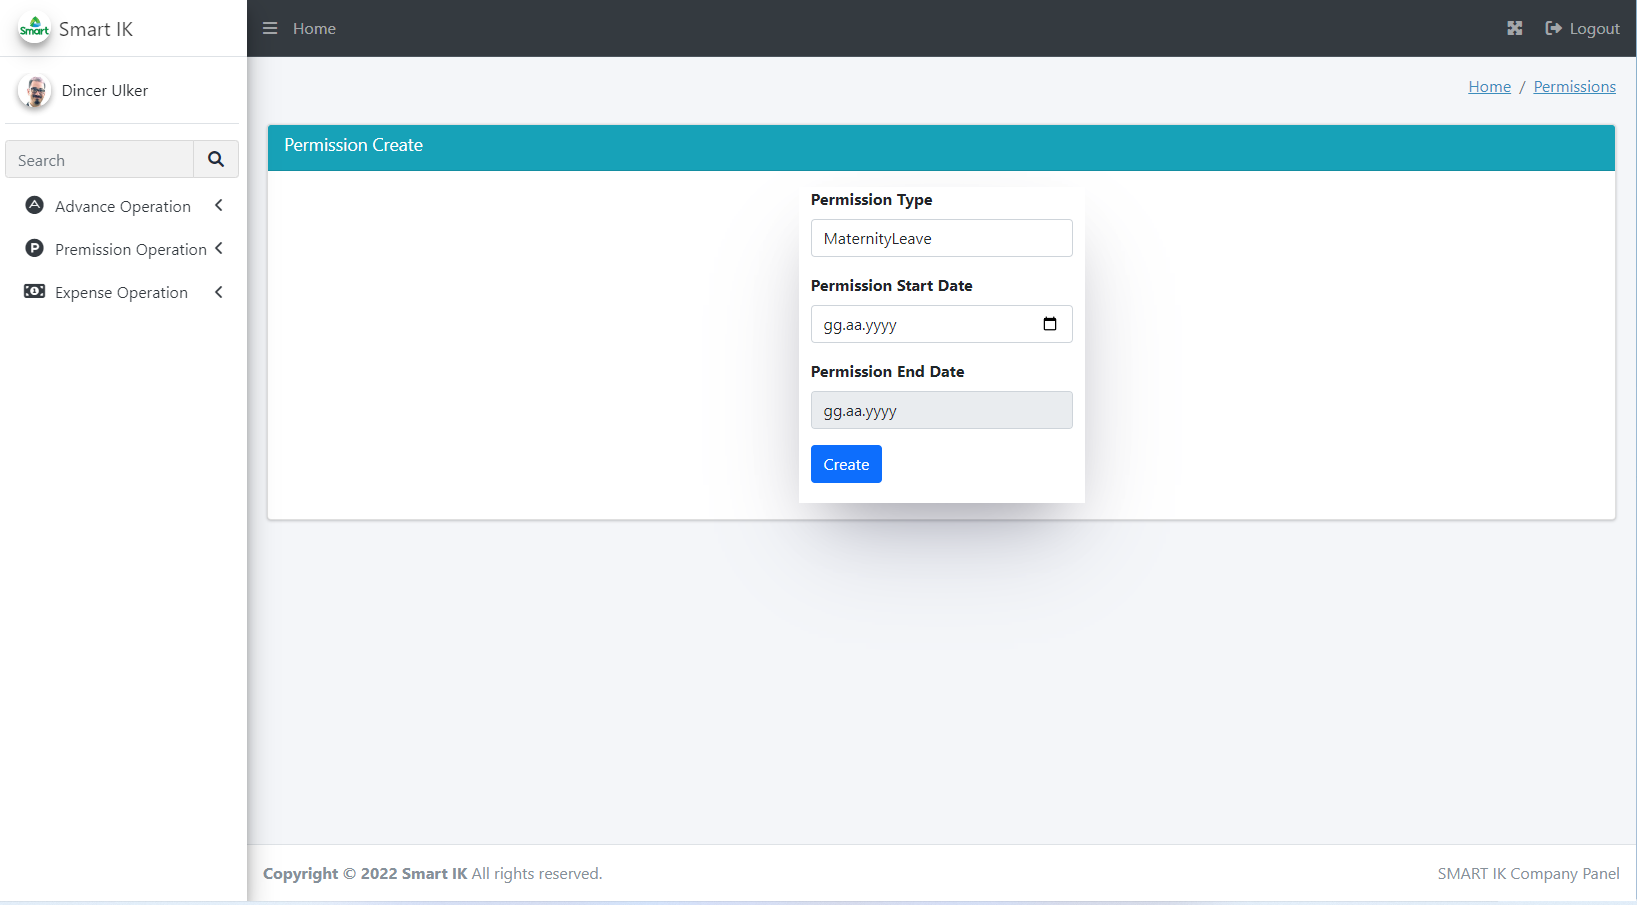 Smart
Smart IK
Home
Logout
Dincer Ulker
Home / Permissions
Search
Permission Create
Advance Operation
Premission Operation
Expense Operation
Permission Type
MaternityLeave
Permission Start Date
gg.aa.yyyy
Permission End Date
gg.aa.yyyy
Create
Copyright © 2022 Smart IK All rights reserved.
SMART IK Company Panel